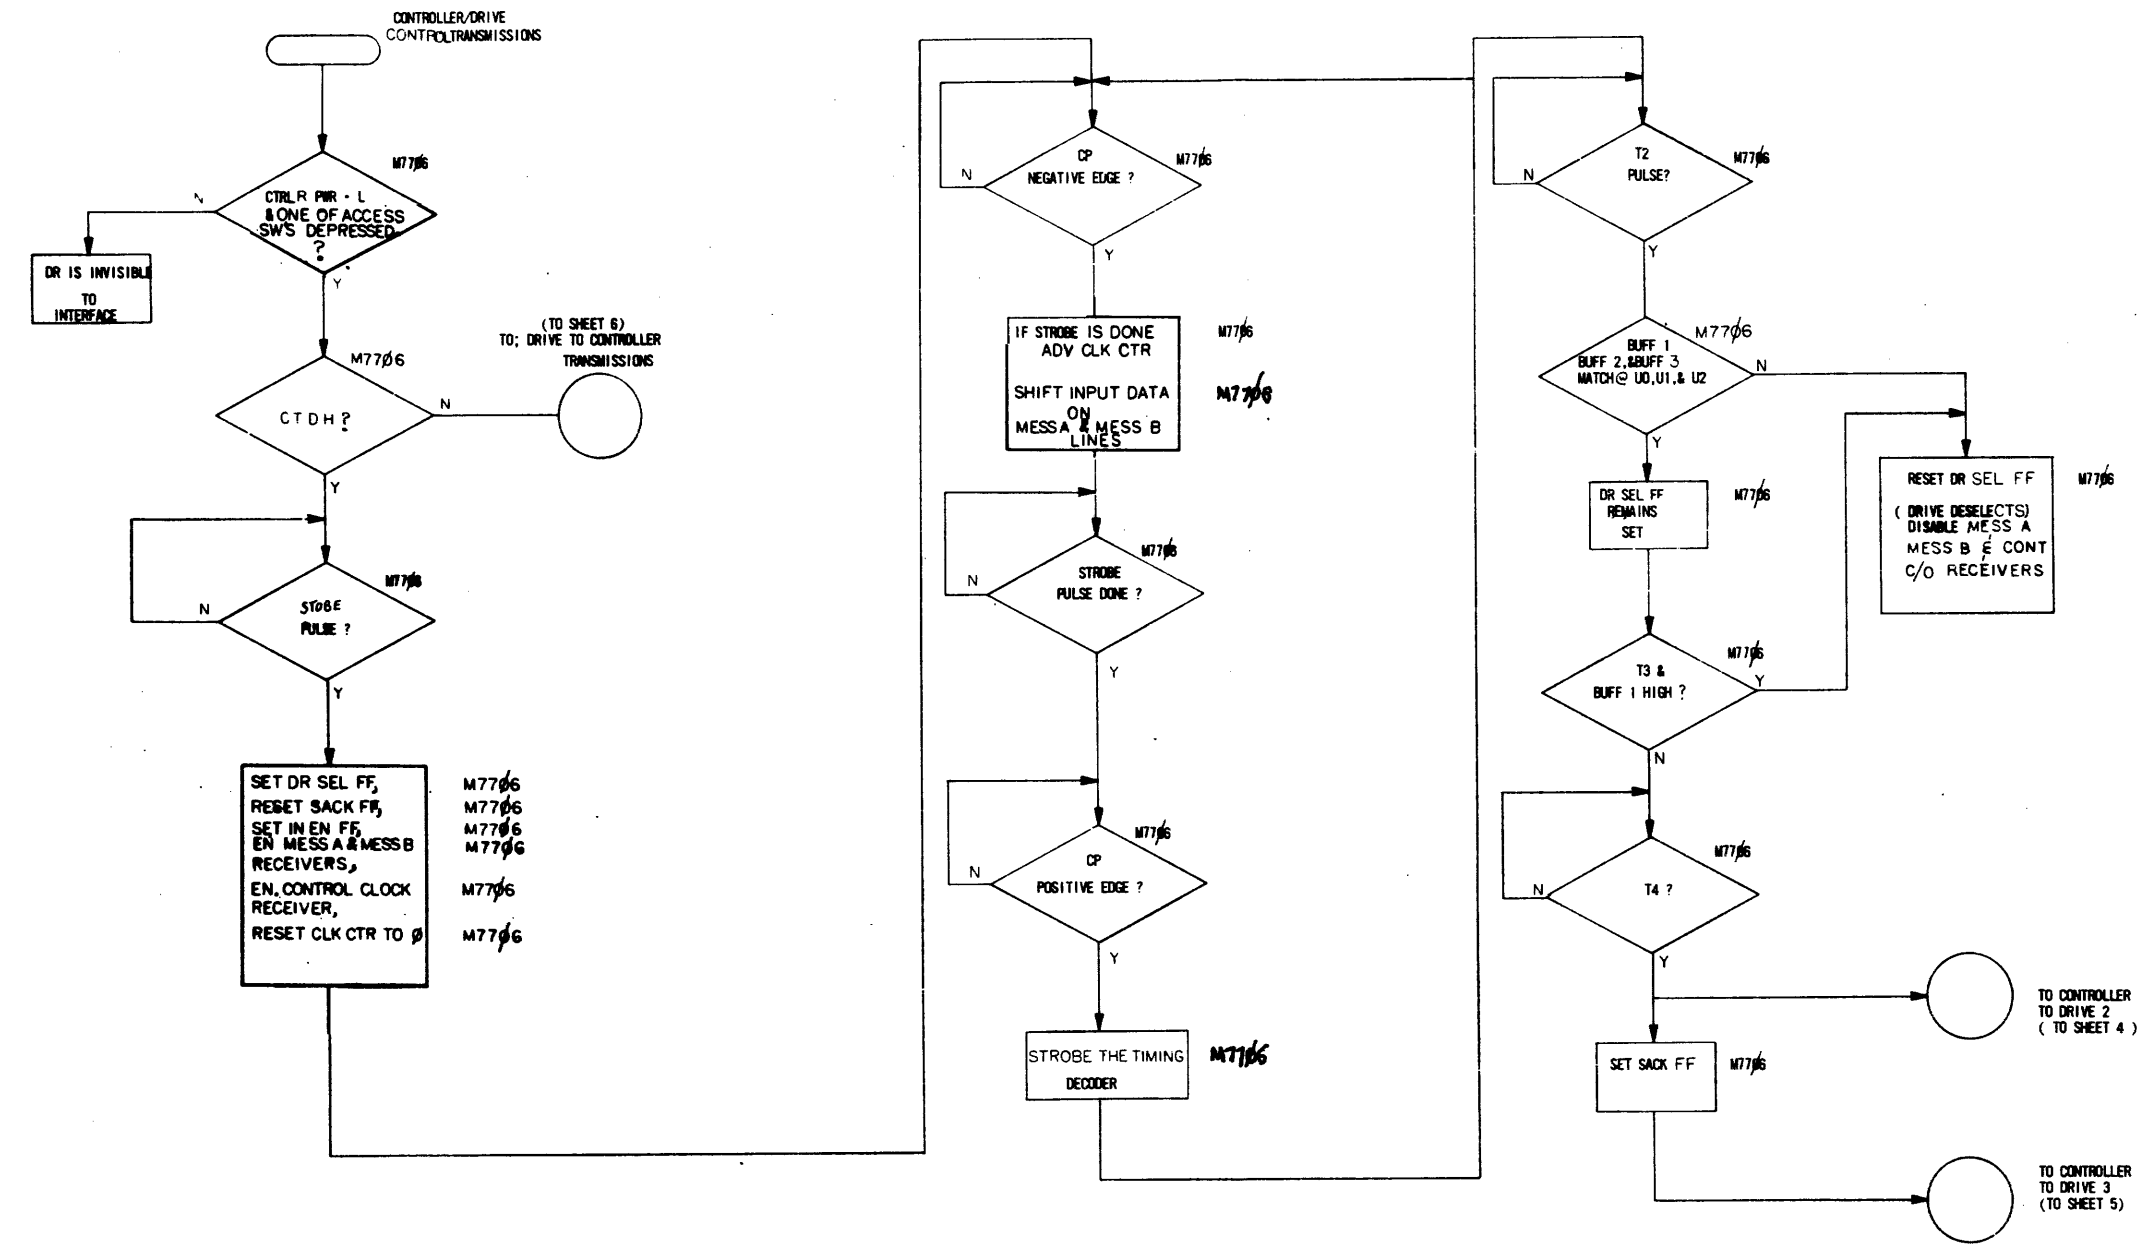 CONTROLLER/DRIVE
CONTROLTRANSMISSIONS
M77Ø6
N
CTRLR PWR - L
& ONE OF ACCESS
SW'S DEPRESSED
?
Y
DR IS INVISIBLE
TO
INTERFACE
(TO SHEET 6)
TO; DRIVE TO CONTROLLER
TRANSMISSIONS
M77Ø6
CTDH?
N
Y
M77Ø6
N
STOBE
PULSE ?
Y
SET DR SEL FF, M77Ø6
RESET SACK FF, M77Ø6
SET IN EN FF, M77Ø6
EN MESS A & MESS B M77Ø6
RECEIVERS,
EN. CONTROL CLOCK M77Ø6
RECEIVER,
RESET CLK CTR TO Ø M77Ø6
CP
NEGATIVE EDGE ?
M77Ø6
N
Y
IF STROBE IS DONE M77Ø6
ADV CLK CTR
SHIFT INPUT DATA M77Ø6
ON
MESS A & MESS B
LINES
M77Ø6
STROBE
PULSE DONE ?
N
Y
M77Ø6
CP
POSITIVE EDGE ?
N
Y
STROBE THE TIMING M77Ø6
DECODER
T2
PULSE?
M77Ø6
N
Y
M77Ø6
BUFF 1
BUFF 2,&BUFF 3
MATCH@ U0,U1,& U2
N
Y
DR SEL FF M77Ø6
REMAINS
SET
RESET DR SEL FF M77Ø6
( DRIVE DESELECTS)
DISABLE MESS A
MESS B & CONT
C/O RECEIVERS
M77Ø6
T3 &
BUFF 1 HIGH ?
Y
N
M77Ø6
T4 ?
N
Y
TO CONTROLLER
TO DRIVE 2
( TO SHEET 4 )
SET SACK FF M77Ø6
TO CONTROLLER
TO DRIVE 3
(TO SHEET 5)